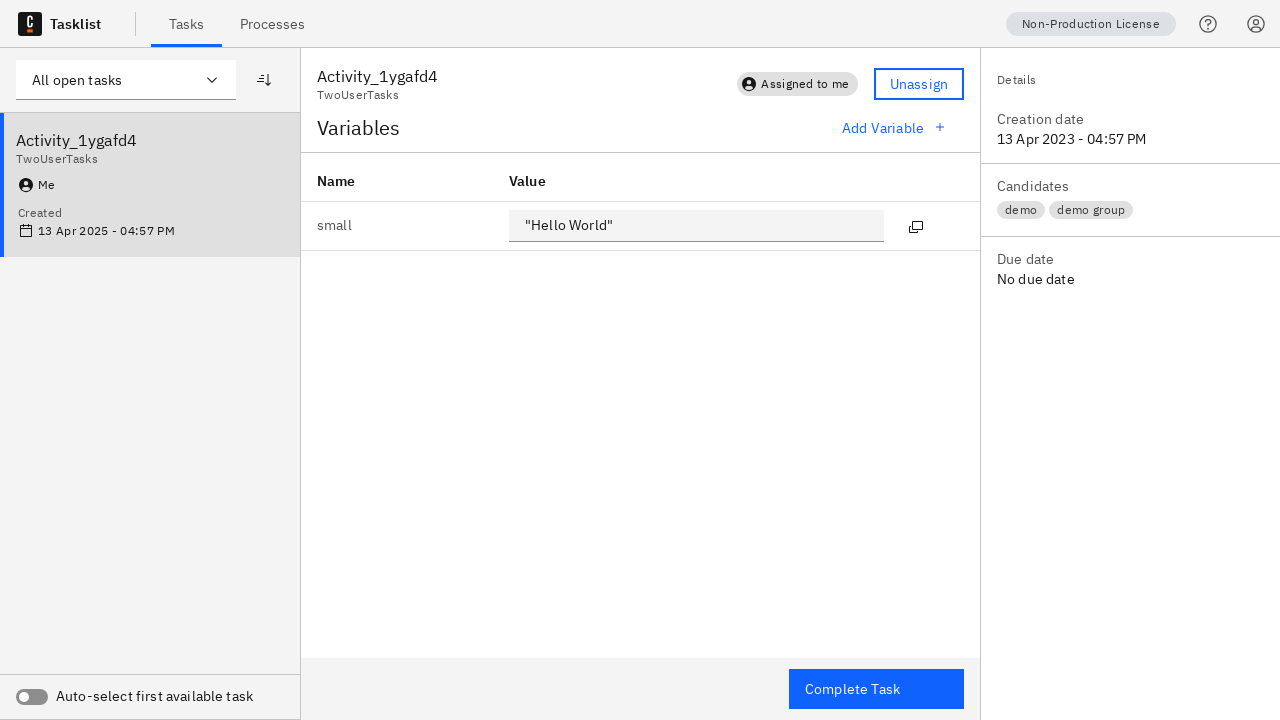 Tasklist
Tasks
Processes
Non-Production License
All open tasks
Activity_1ygafd4
TwoUserTasks
Me
Created
13 Apr 2025 - 04:57 PM
Auto-select first available task
Activity_1ygafd4
TwoUserTasks
Assigned to me
Unassign
Variables
Add Variable +
Name
Value
small
"Hello World"
Complete Task
Details
Creation date
13 Apr 2023 - 04:57 PM
Candidates
demo
demo group
Due date
No due date